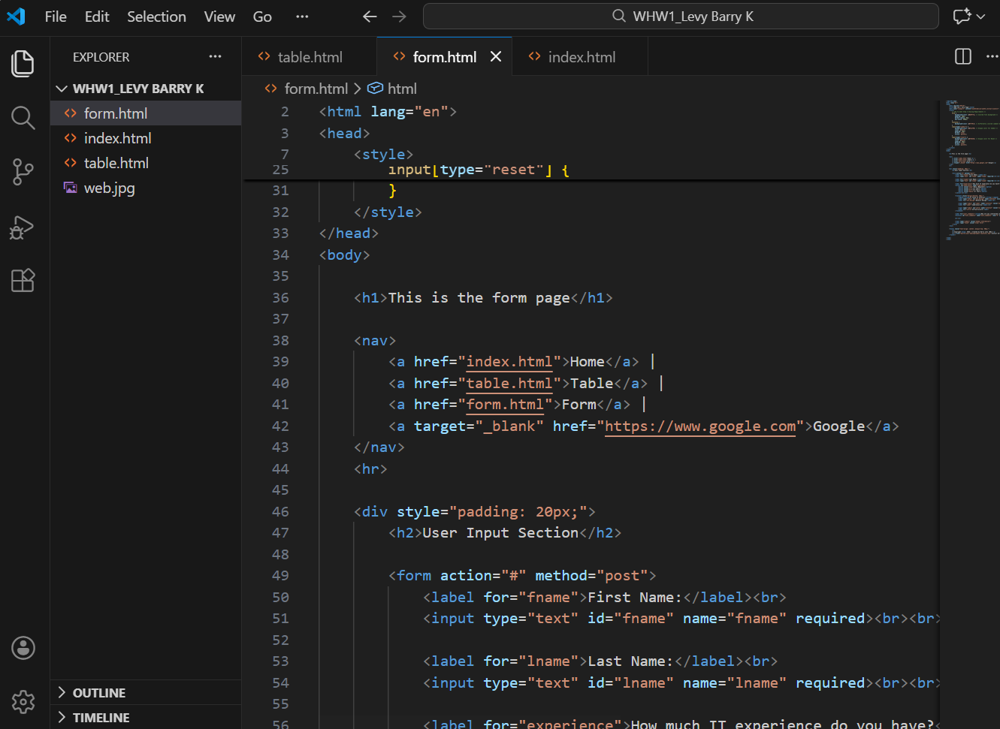 File Edit Selection View Go ··· WHW1_Levy Barry K
EXPLORER ···
WHW1_LEVY BARRY K
form.html
index.html
table.html
web.jpg
OUTLINE
TIMELINE
table.html form.html index.html ···
form.html > html
2 <html lang="en">
3 <head>
7 <style>
25 input[type="reset"] {
31 }
32 </style>
33 </head>
34 <body>
35
36 <h1>This is the form page</h1>
37
38 <nav>
39 <a href="index.html">Home</a> |
40 <a href="table.html">Table</a> |
41 <a href="form.html">Form</a> |
42 <a target="_blank" href="https://www.google.com">Google</a>
43 </nav>
44 <hr>
45
46 <div style="padding: 20px;">
47 <h2>User Input Section</h2>
48
49 <form action="#" method="post">
50 <label for="fname">First Name:</label><br>
51 <input type="text" id="fname" name="fname" required><br><br>
52
53 <label for="lname">Last Name:</label><br>
54 <input type="text" id="lname" name="lname" required><br><br>
55
56 <label for="experience">How much IT experience do you have?<